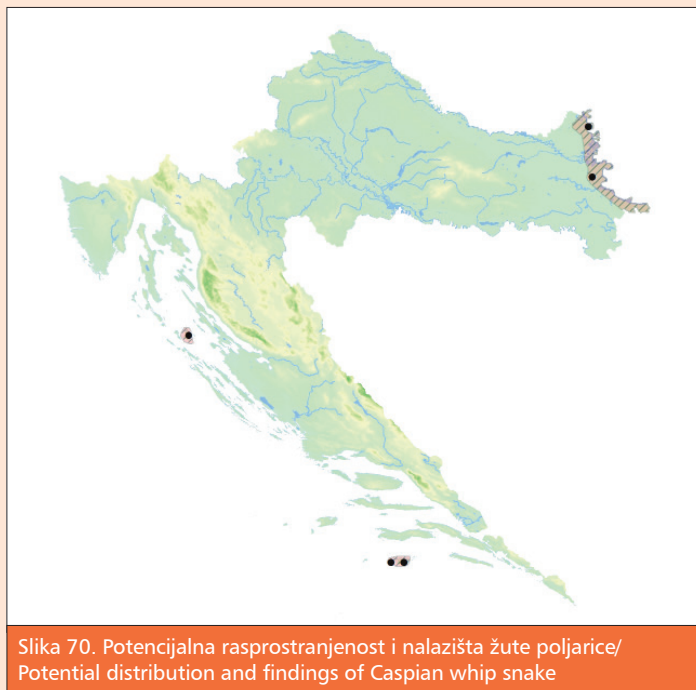 Slika 70. Potencijalna rasprostranjenost i nalazišta žute poljarice/
Potential distribution and findings of Caspian whip snake